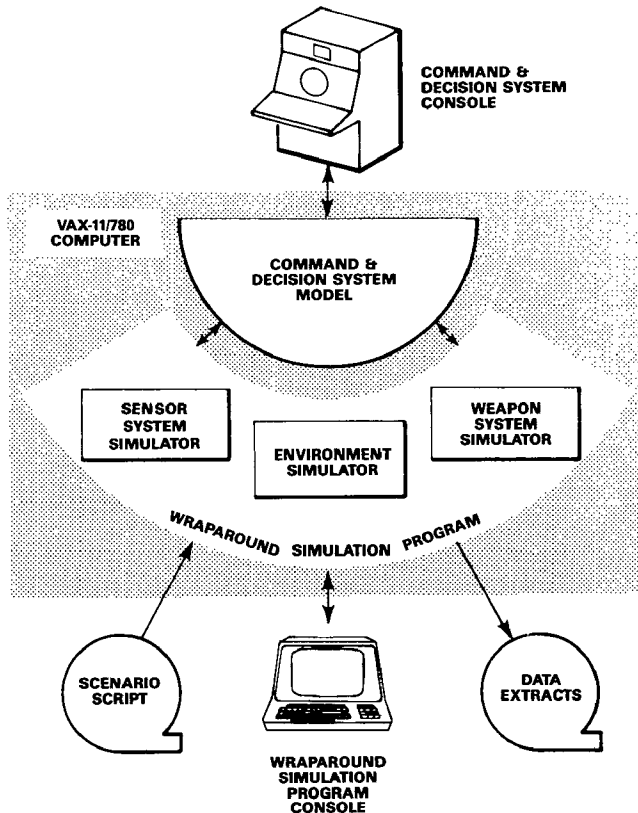 COMMAND &
DECISION SYSTEM
CONSOLE
VAX-11/780
COMPUTER
COMMAND &
DECISION SYSTEM
MODEL
SENSOR
SYSTEM
SIMULATOR
ENVIRONMENT
SIMULATOR
WEAPON
SYSTEM
SIMULATOR
WRAPAROUND SIMULATION PROGRAM
SCENARIO
SCRIPT
DATA
EXTRACTS
WRAPAROUND
SIMULATION
PROGRAM
CONSOLE